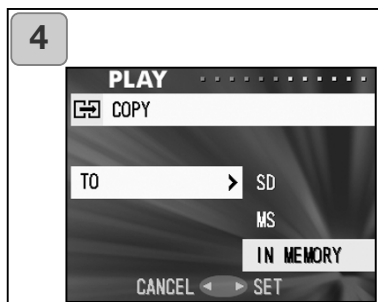 4
PLAY
COPY
TO > SD
MS
IN MEMORY
CANCEL ◄ ► SET